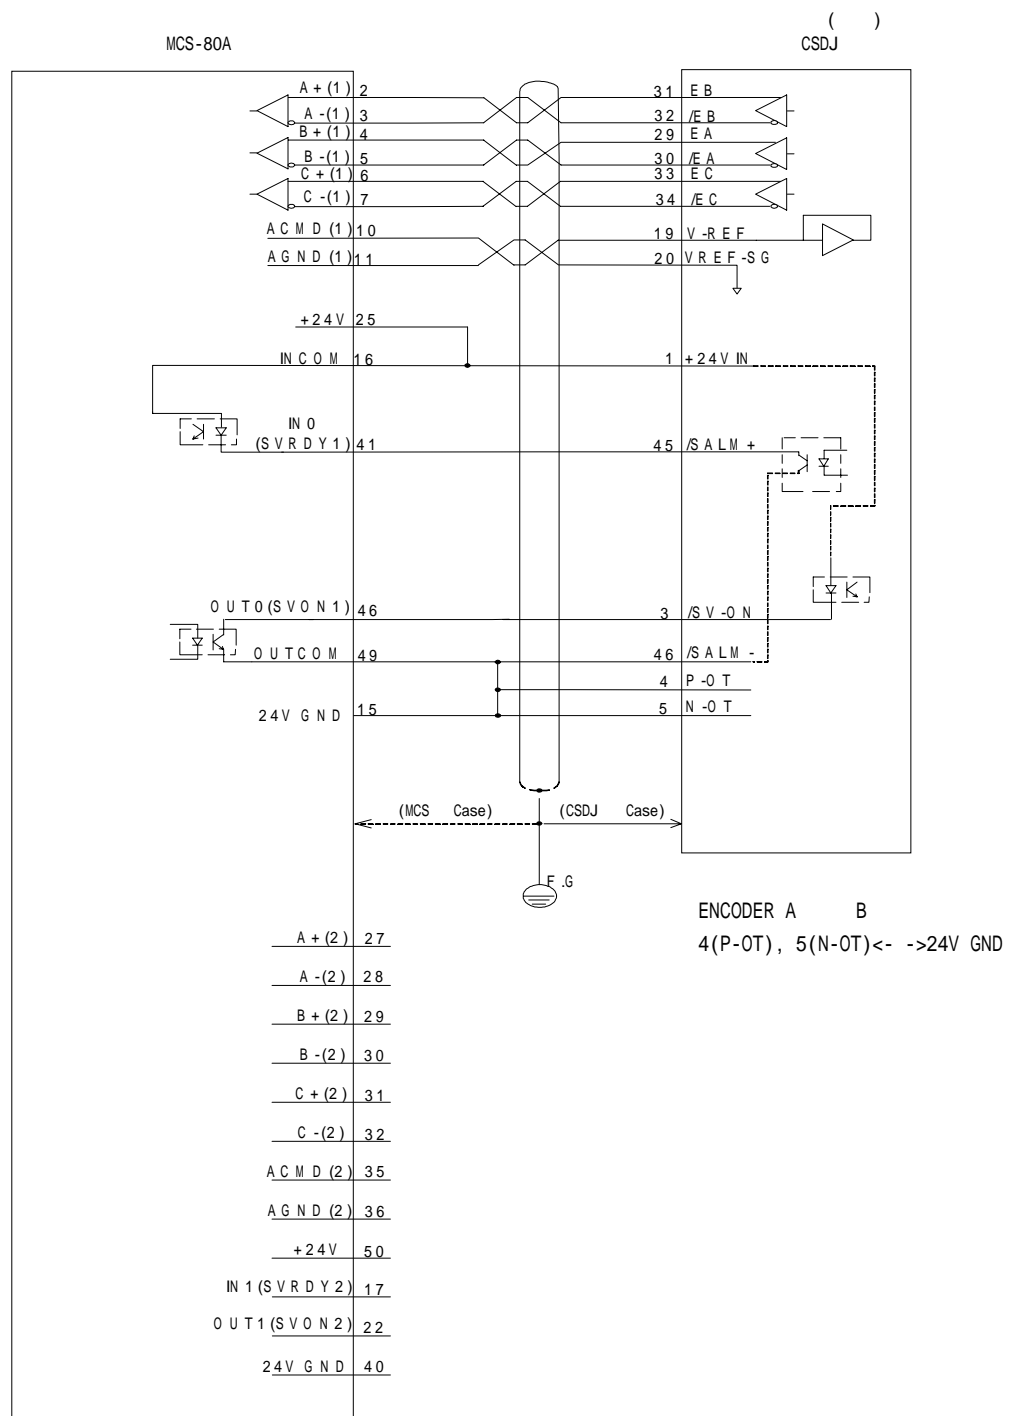 ( )
MCS-80A CSDJ
A+(1) 2 31 EB
A-(1) 3 32 /EB
B+(1) 4 29 EA
B-(1) 5 30 /EA
C+(1) 6 33 EC
C-(1) 7 34 /EC
ACMD(1) 10 19 V-REF
AGND(1) 11 20 VREF-SG
+24V 25
INCOM 16 1 +24VIN
IN0
(SVRDY1) 41 45 /SALM+
OUT0(SVON1) 46 3 /SV-ON
OUTCOM 49 46 /SALM-
4 P-OT
24V GND 15 5 N-OT
(MCS Case) (CSDJ Case)
F.G
ENCODER A B
4(P-OT), 5(N-OT)<- ->24V GND
A+(2) 27
A-(2) 28
B+(2) 29
B-(2) 30
C+(2) 31
C-(2) 32
ACMD(2) 35
AGND(2) 36
+24V 50
IN1(SVRDY2) 17
OUT1(SVON2) 22
24V GND 40